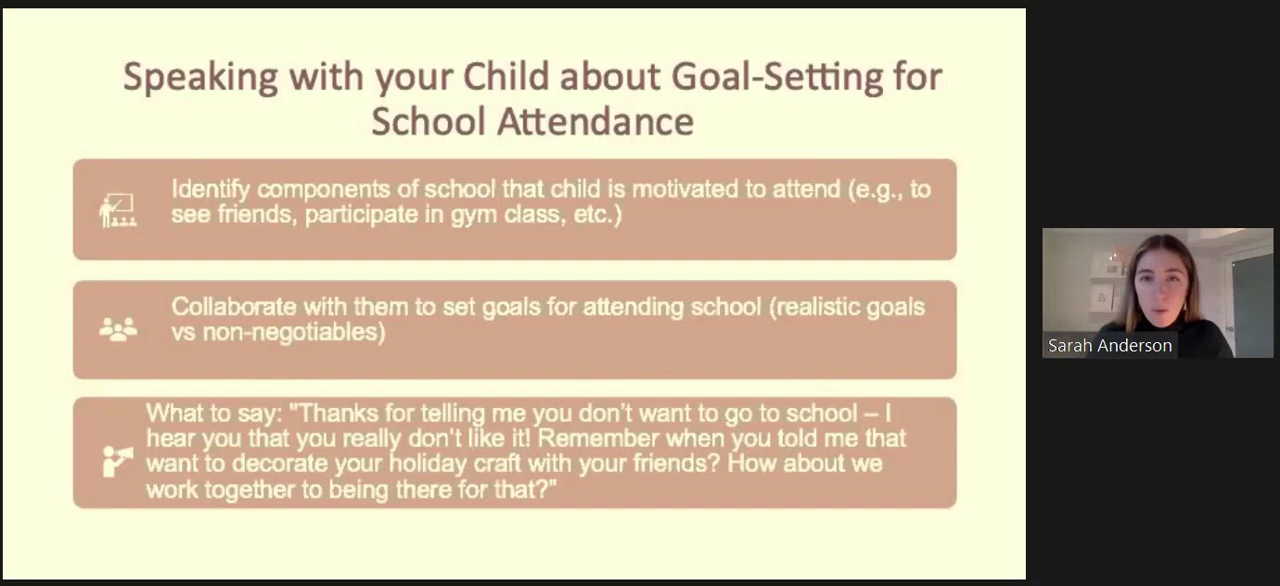 Speaking with your Child about Goal-Setting for
School Attendance
Identify components of school that child is motivated to attend (e.g., to
see friends, participate in gym class, etc.)
Collaborate with them to set goals for attending school (realistic goals
vs non-negotiables)
What to say: "Thanks for telling me you don't want to go to school – I
hear you that you really don't like it! Remember when you told me that
want to decorate your holiday craft with your friends? How about we
work together to being there for that?"
Sarah Anderson